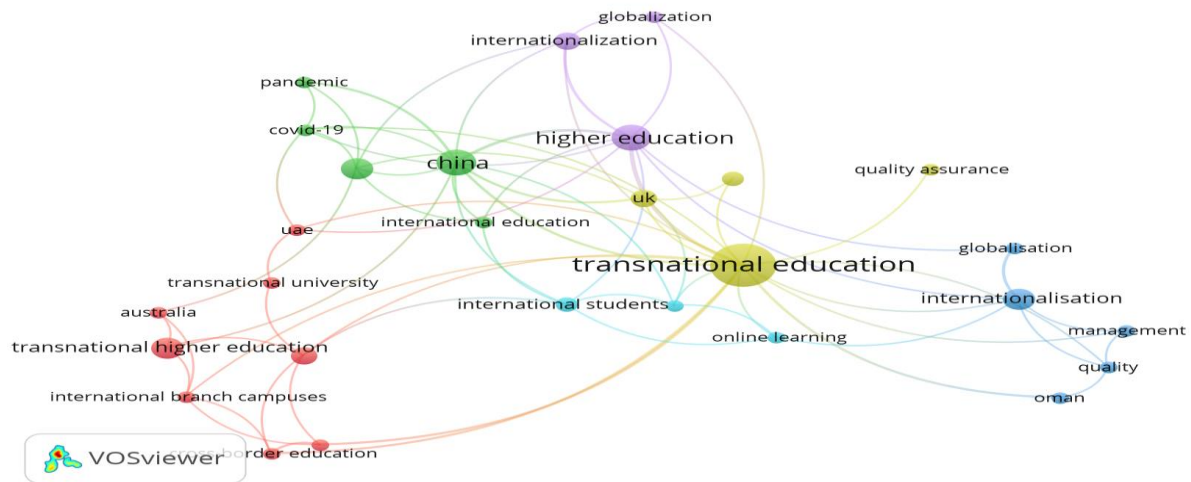 globalization
internationalization
pandemic
covid-19
higher education
china
quality assurance
uk
international education
uae
globalisation
transnational education
transnational university
internationalisation
international students
australia
management
online learning
transnational higher education
quality
international branch campuses
oman
border education
VOSviewer